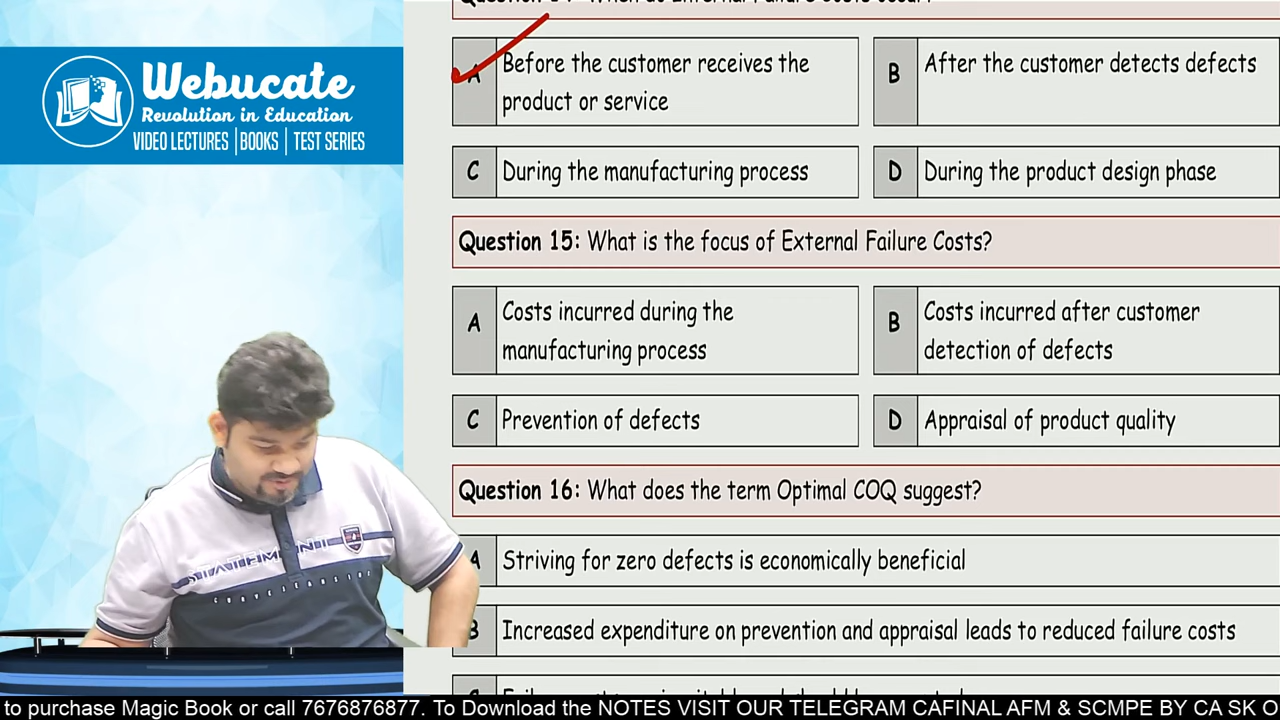 Webucate
Revolution in Education
VIDEO LECTURES | BOOKS | TEST SERIES
A Before the customer receives the
product or service
B After the customer detects defects
C During the manufacturing process
D During the product design phase
Question 15: What is the focus of External Failure Costs?
A Costs incurred during the
manufacturing process
B Costs incurred after customer
detection of defects
C Prevention of defects
D Appraisal of product quality
Question 16: What does the term Optimal COQ suggest?
A Striving for zero defects is economically beneficial
B Increased expenditure on prevention and appraisal leads to reduced failure costs
to purchase Magic Book or call 7676876877. To Download the NOTES VISIT OUR TELEGRAM CAFINAL AFM & SCMPE BY CA SK O